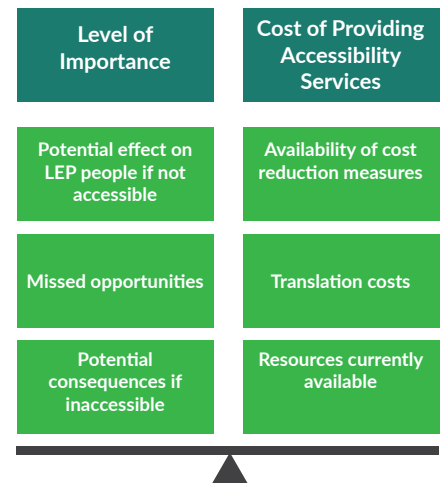 Level of
Importance
Cost of Providing
Accessibility
Services
Potential effect on
LEP people if not
accessible
Availability of cost
reduction measures
Missed opportunities
Translation costs
Potential
consequences if
inaccessible
Resources currently
available